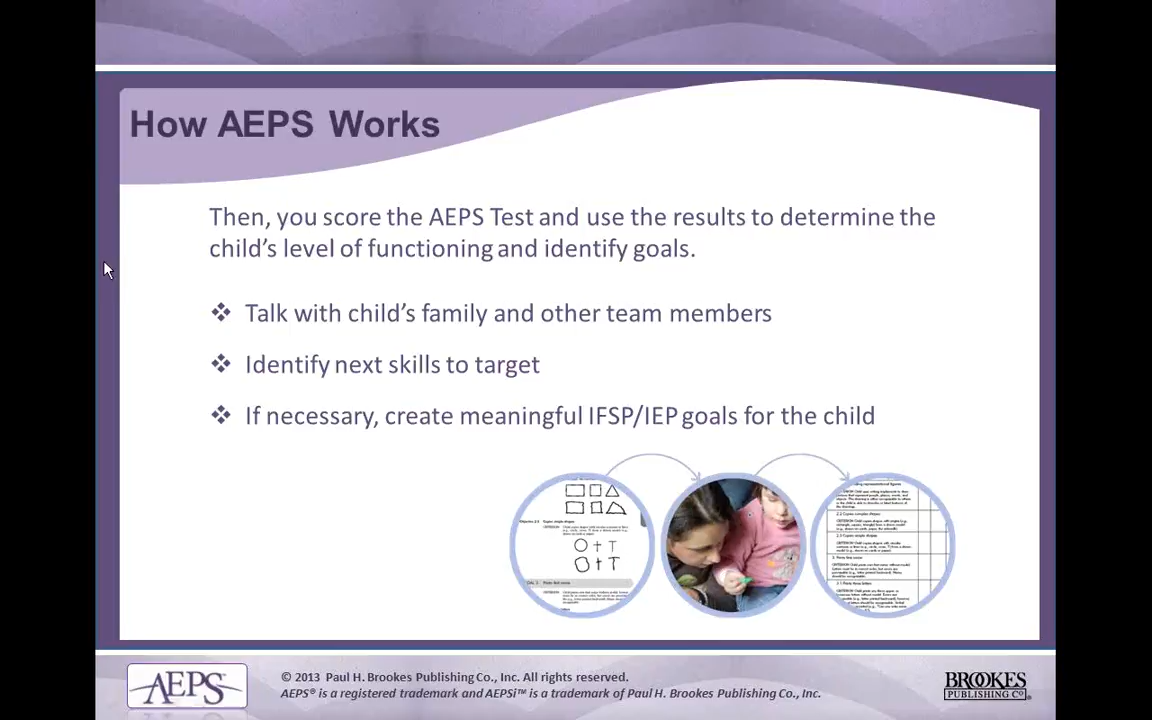 How AEPS Works
Then, you score the AEPS Test and use the results to determine the
child's level of functioning and identify goals.
❖ Talk with child's family and other team members
❖ Identify next skills to target
❖ If necessary, create meaningful IFSP/IEP goals for the child
AEPS
© 2013 Paul H. Brookes Publishing Co., Inc. All rights reserved.
AEPS® is a registered trademark and AEPSi™ is a trademark of Paul H. Brookes Publishing Co., Inc.
BROOKES
PUBLISHING CO®